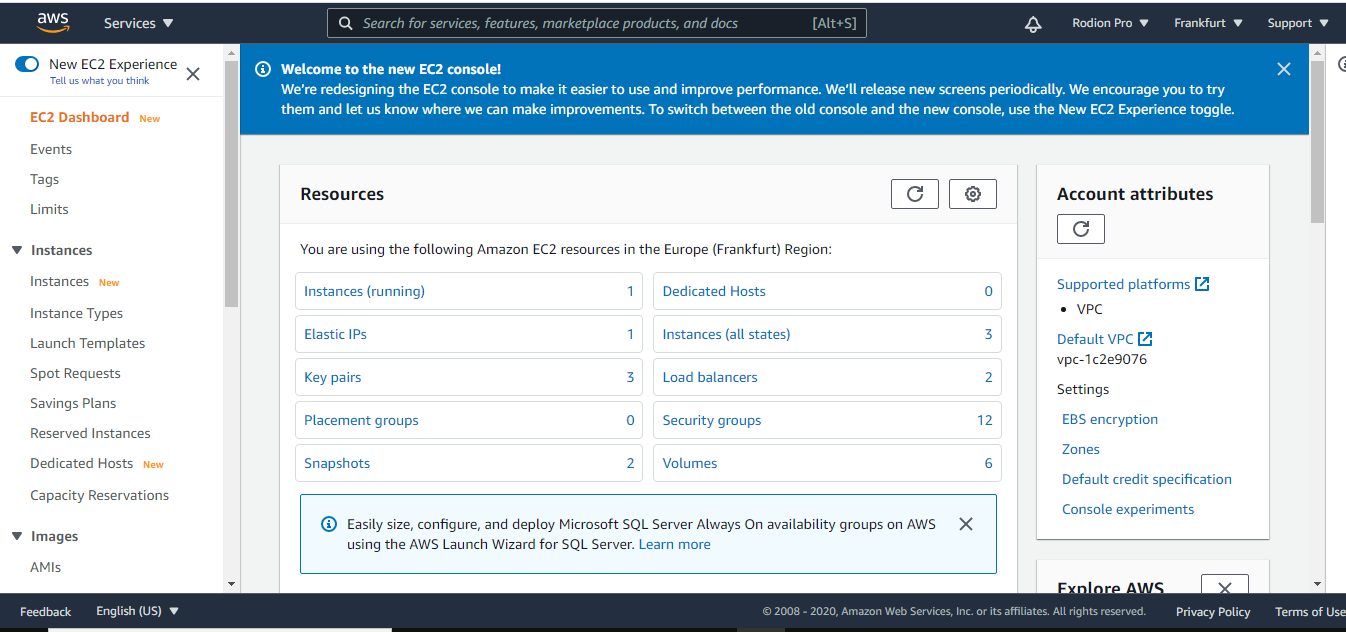 aws
Services
Search for services, features, marketplace products, and docs [Alt+S]
Rodion Pro
Frankfurt
Support
New EC2 Experience
Tell us what you think
EC2 Dashboard New
Events
Tags
Limits
Instances
Instances New
Instance Types
Launch Templates
Spot Requests
Savings Plans
Reserved Instances
Dedicated Hosts New
Capacity Reservations
Images
AMIs
Welcome to the new EC2 console!
We're redesigning the EC2 console to make it easier to use and improve performance. We'll release new screens periodically. We encourage you to try
them and let us know where we can make improvements. To switch between the old console and the new console, use the New EC2 Experience toggle.
Resources
You are using the following Amazon EC2 resources in the Europe (Frankfurt) Region:
Instances (running) 1
Dedicated Hosts 0
Elastic IPs 1
Instances (all states) 3
Key pairs 3
Load balancers 2
Placement groups 0
Security groups 12
Snapshots 2
Volumes 6
Easily size, configure, and deploy Microsoft SQL Server Always On availability groups on AWS
using the AWS Launch Wizard for SQL Server. Learn more
Account attributes
Supported platforms
• VPC
Default VPC
vpc-1c2e9076
Settings
EBS encryption
Zones
Default credit specification
Console experiments
Explore AWS
Feedback
English (US)
© 2008 - 2020, Amazon Web Services, Inc. or its affiliates. All rights reserved.
Privacy Policy
Terms of Use